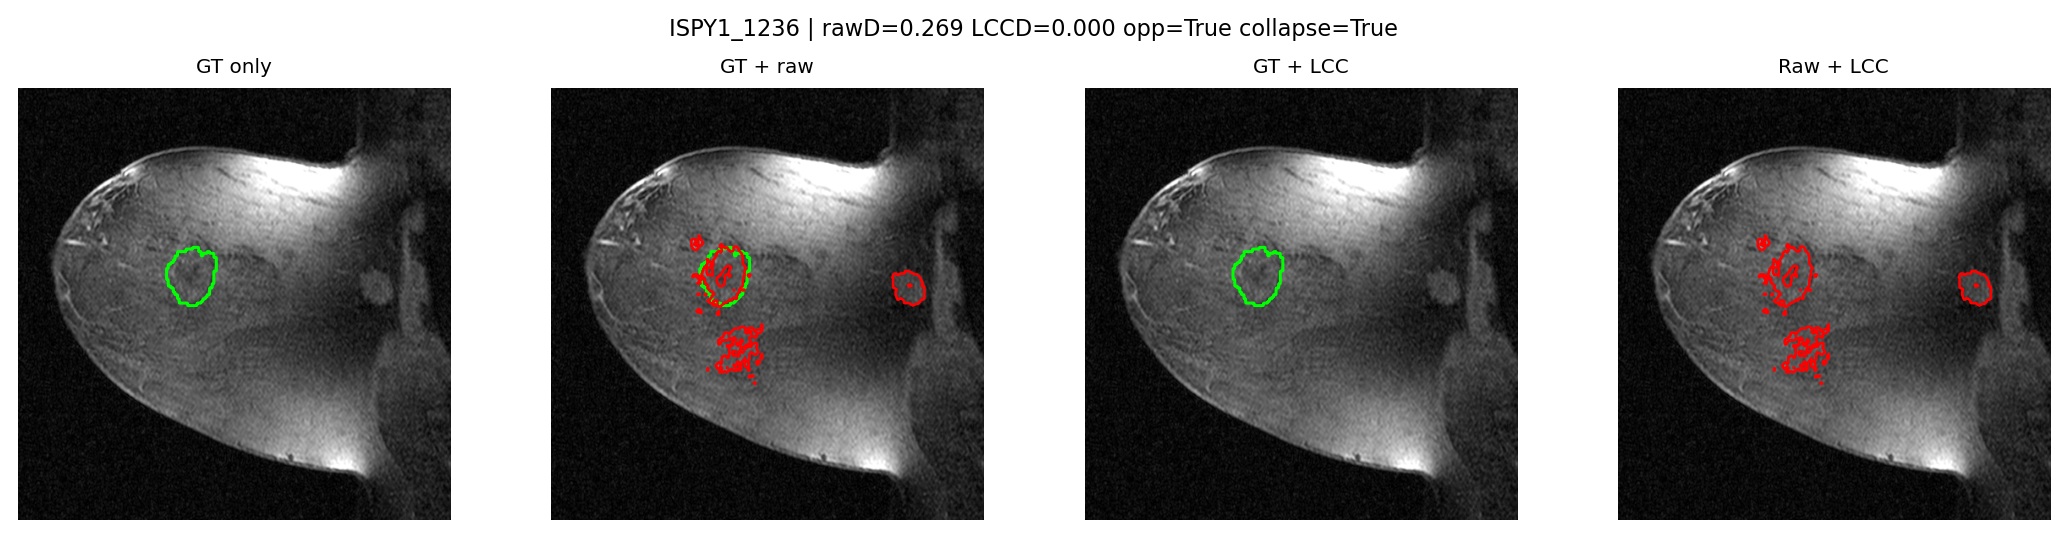 ISPY1_1236 | rawD=0.269 LCCD=0.000 opp=True collapse=True
GT only
GT + raw
GT + LCC
Raw + LCC